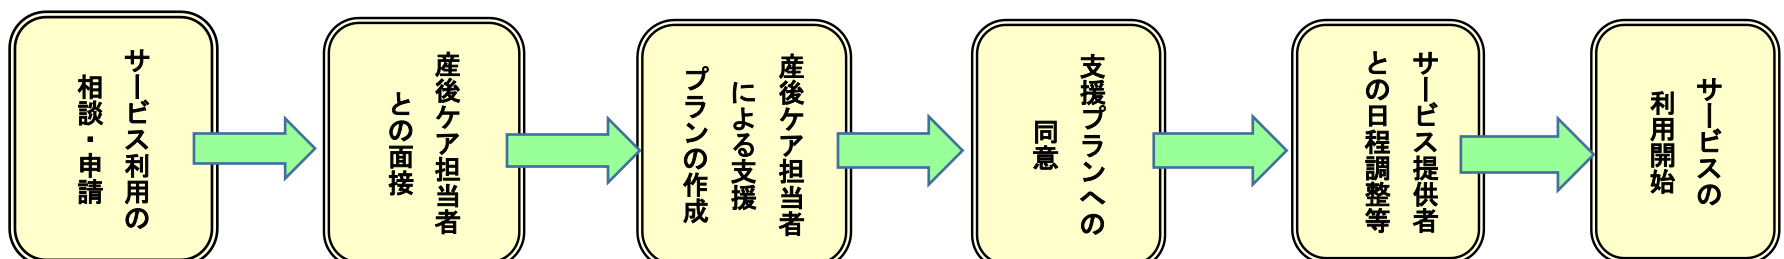 サービス利用の
相談・申請
産後ケア担当者
との面接
産後ケア担当者
による支援
プランの作成
支援プランへの
同意
サービス提供者
との日程調整等
サービスの
利用開始